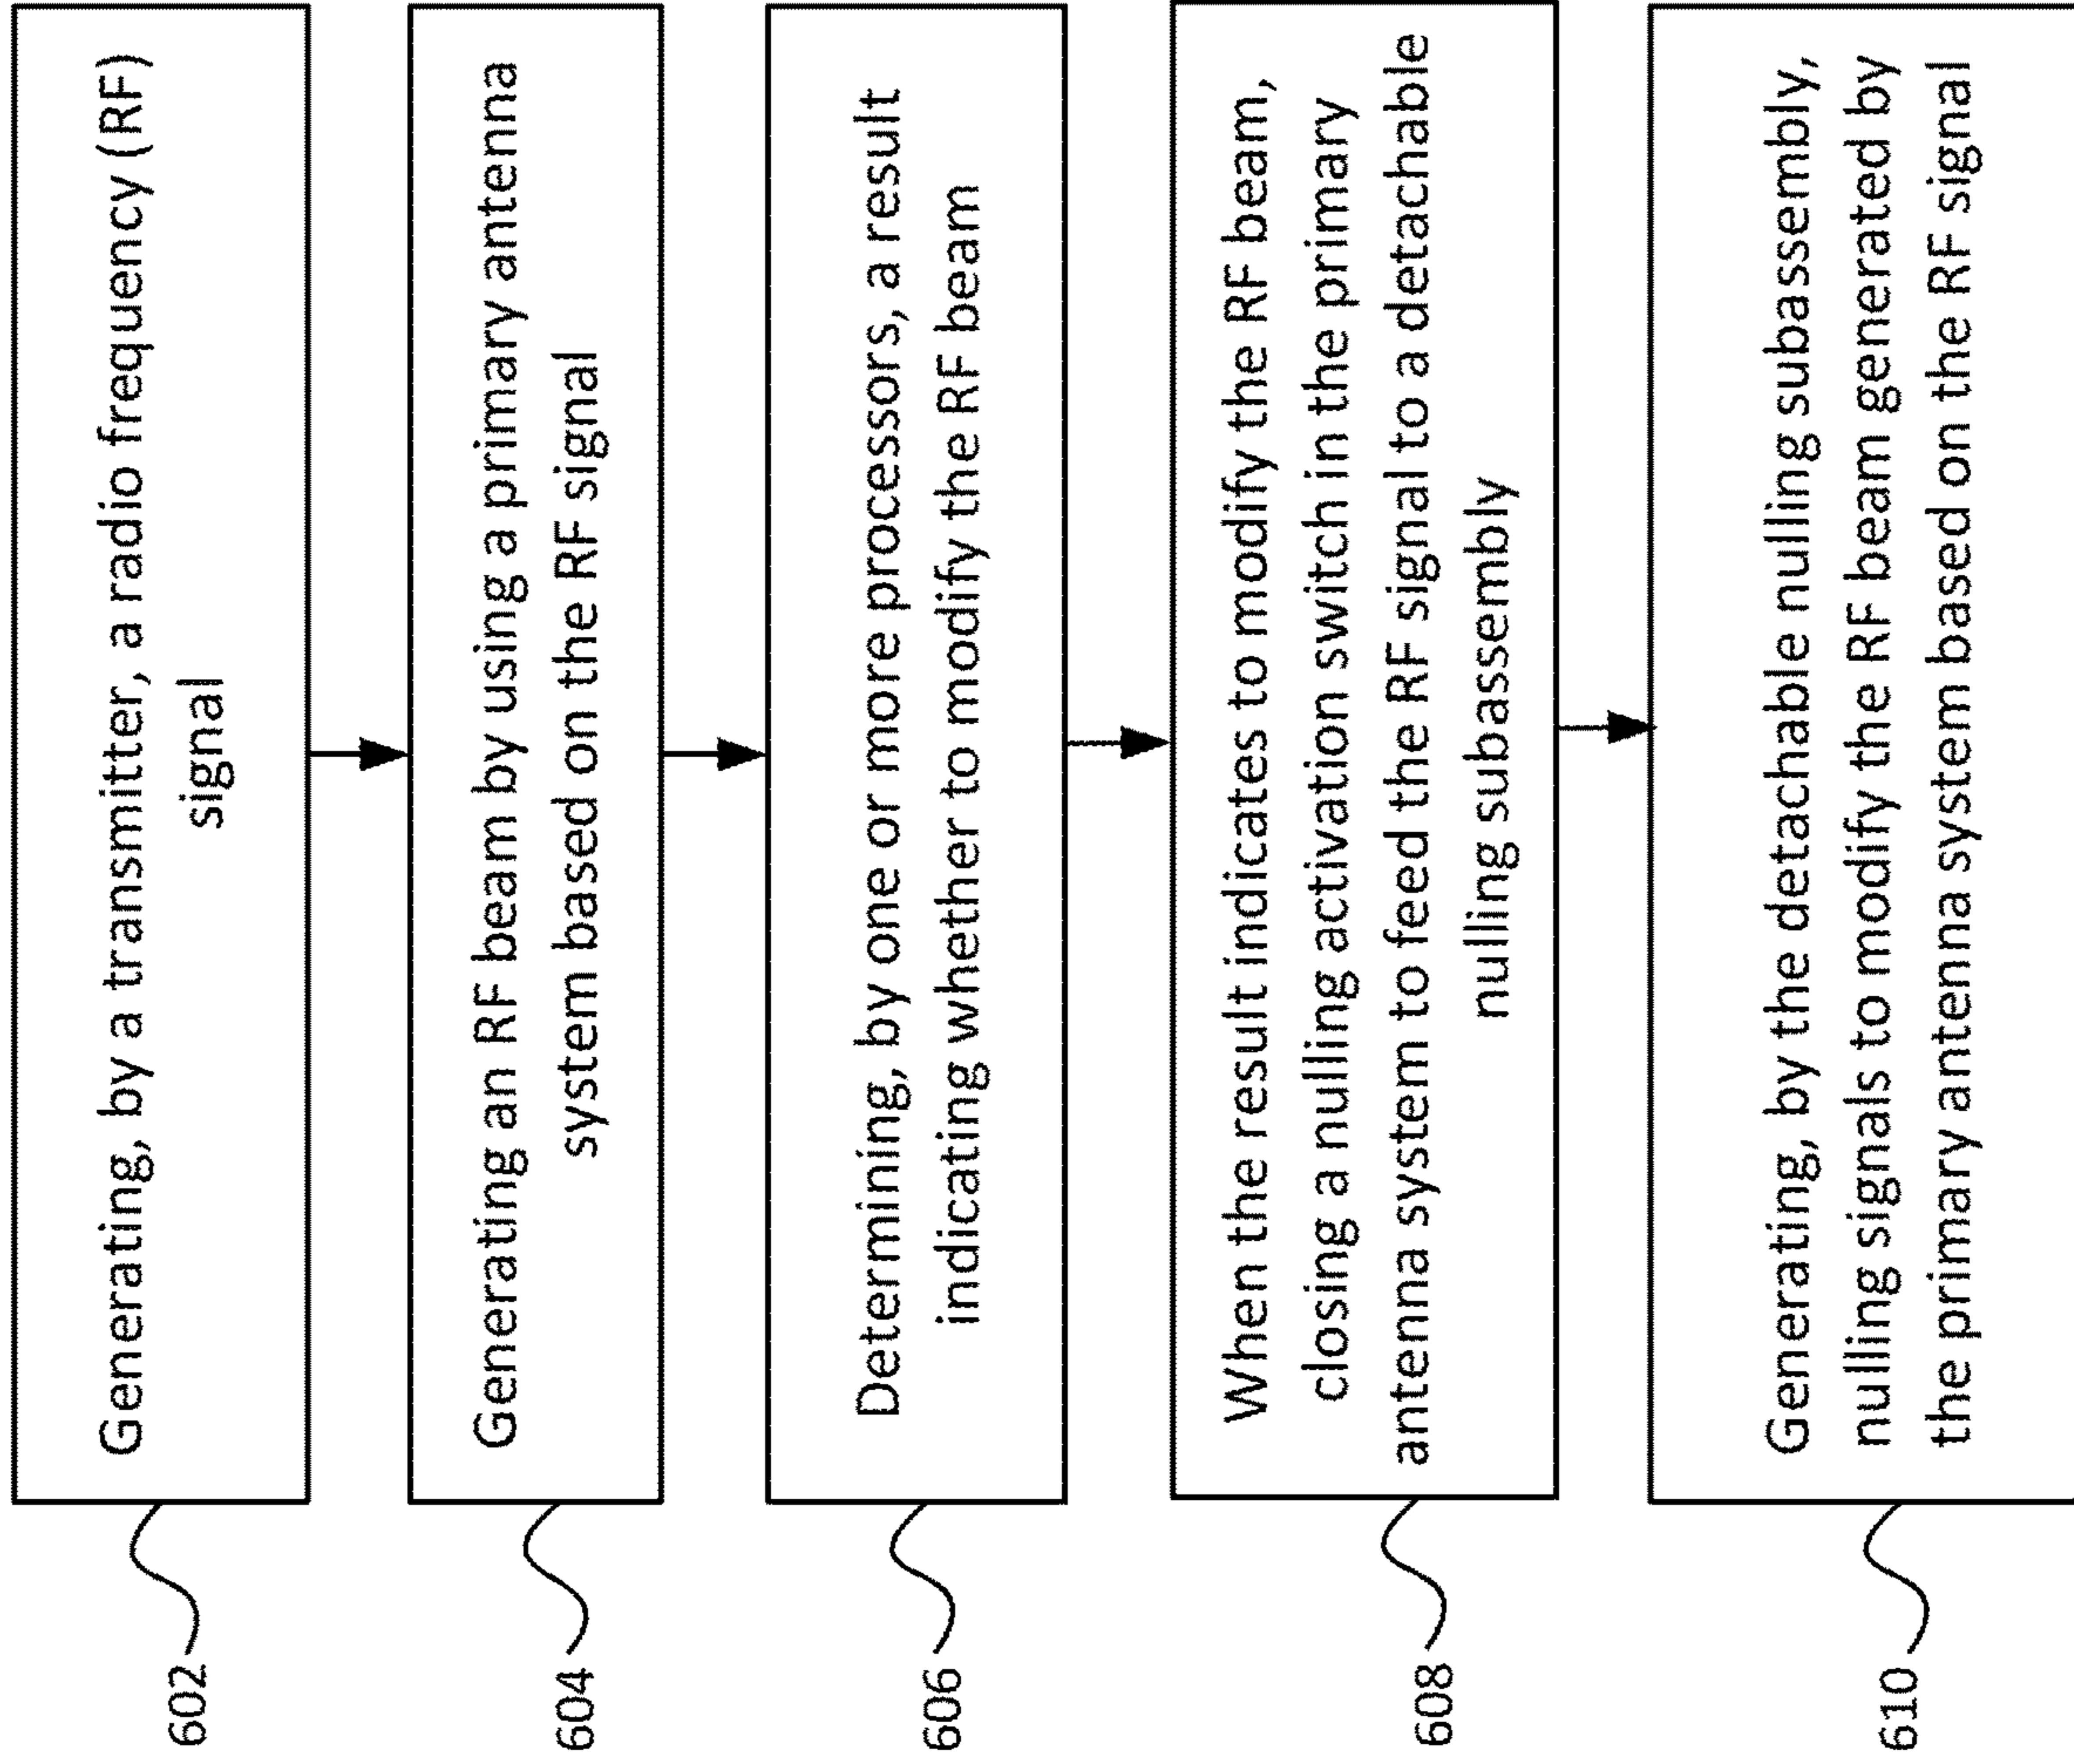 Generating, by a transmitter, a radio frequency (RF)
signal
602
Generating an RF beam by using a primary antenna
system based on the RF signal
604
Determining, by one or more processors, a result
indicating whether to modify the RF beam
606
When the result indicates to modify the RF beam,
closing a nulling activation switch in the primary
antenna system to feed the RF signal to a detachable
nulling subassembly
608
Generating, by the detachable nulling subassembly,
nulling signals to modify the RF beam generated by
the primary antenna system based on the RF signal
610